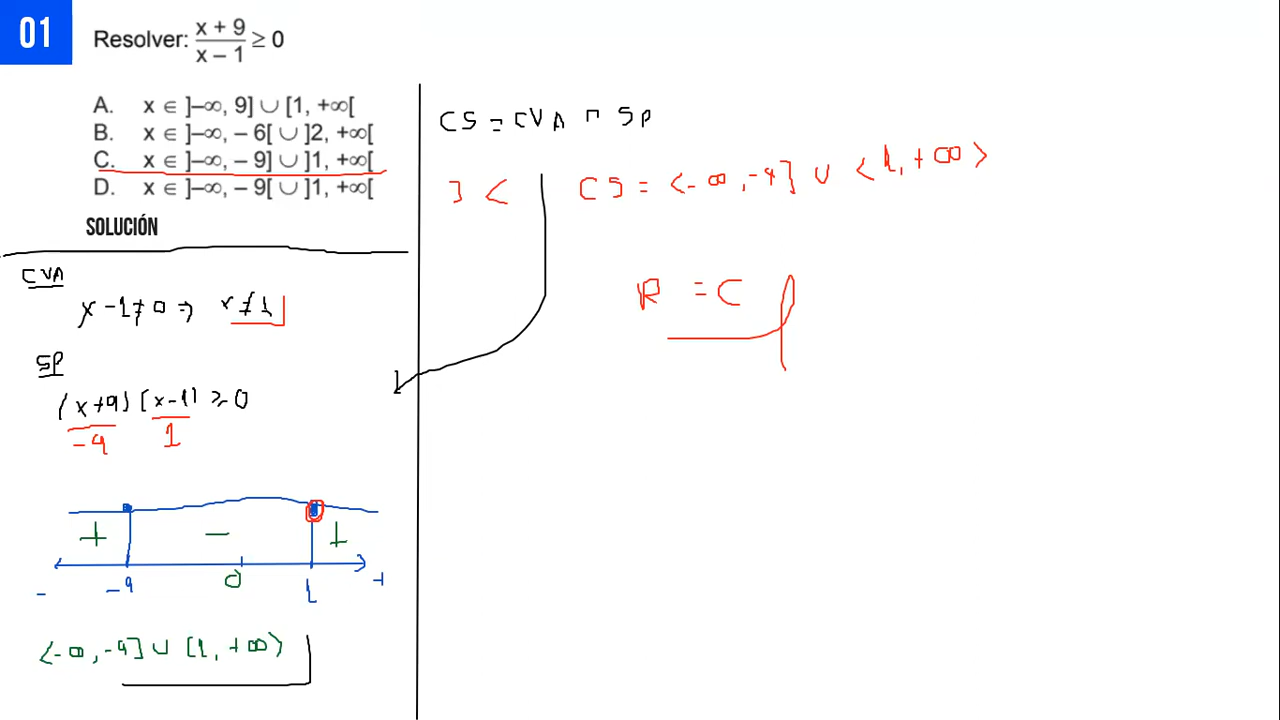 01
Resolver: x + 9 / x – 1 ≥ 0
A. x ∈ ]–∞, 9] ∪ [1, +∞[
B. x ∈ ]–∞, – 6[ ∪ ]2, +∞[
C. x ∈ ]–∞, – 9] ∪ ]1, +∞[
D. x ∈ ]–∞, – 9[ ∪ ]1, +∞[
SOLUCIÓN
CVA
x - 1 ≠ 0 ⇒ x ≠ 1
SP
(x+9) (x-1) ≥ 0
-9 1
+ - +
- -9 0 1 +
<-∞, -9] ∪ [1, +∞>
CS = CVA ∩ SP
] <
CS = <-∞, -9] ∪ <1, +∞>
R = C